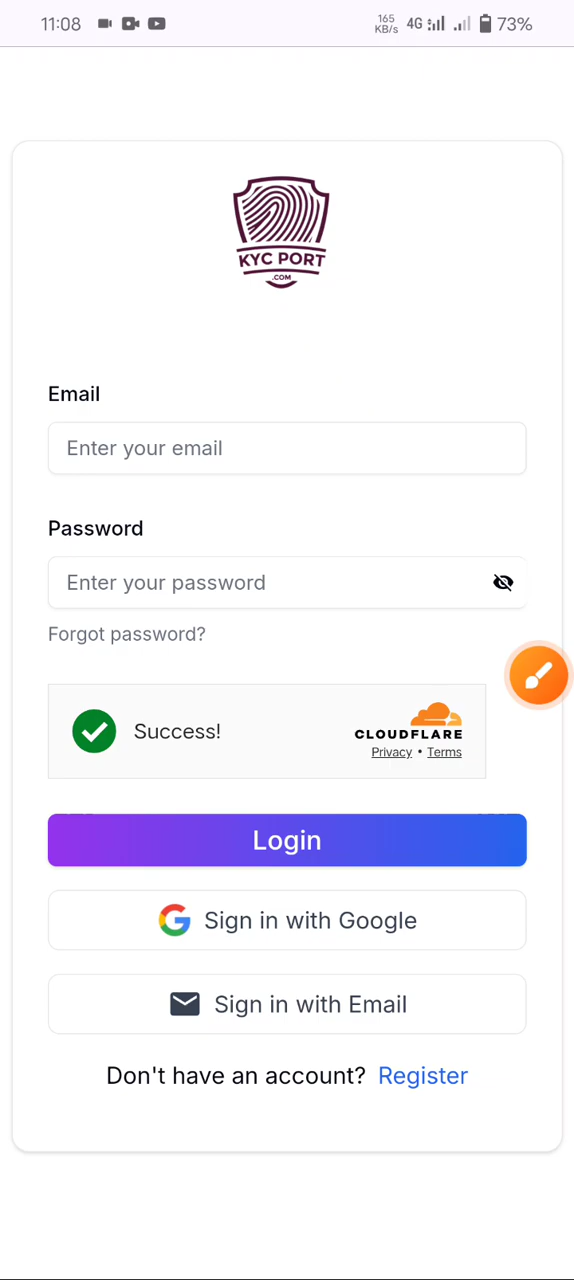 11:08
165
KB/s
4G
73%
KYC PORT
.COM
Email
Enter your email
Password
Enter your password
Forgot password?
Success!
CLOUDFLARE
Privacy • Terms
Login
Sign in with Google
Sign in with Email
Don't have an account? Register